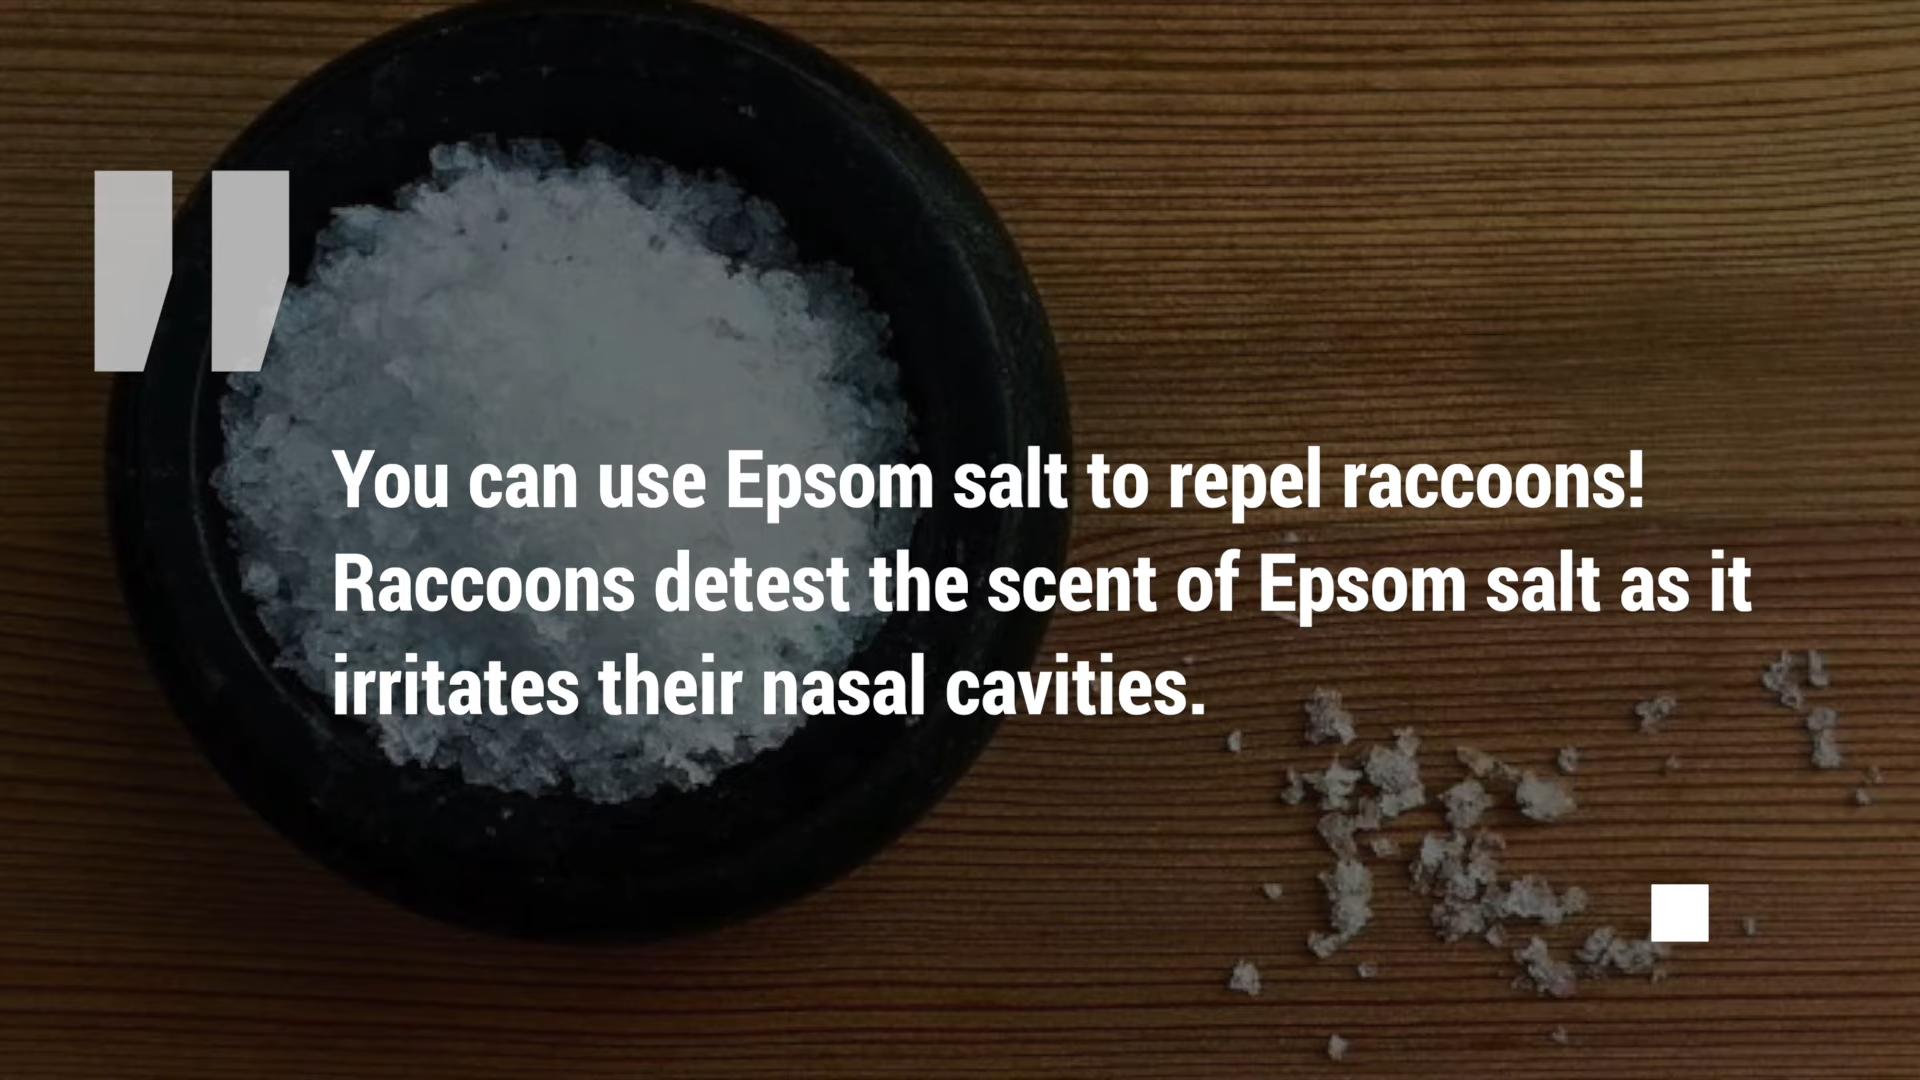 You can use Epsom salt to repel raccoons!
Raccoons detest the scent of Epsom salt as it
irritates their nasal cavities.